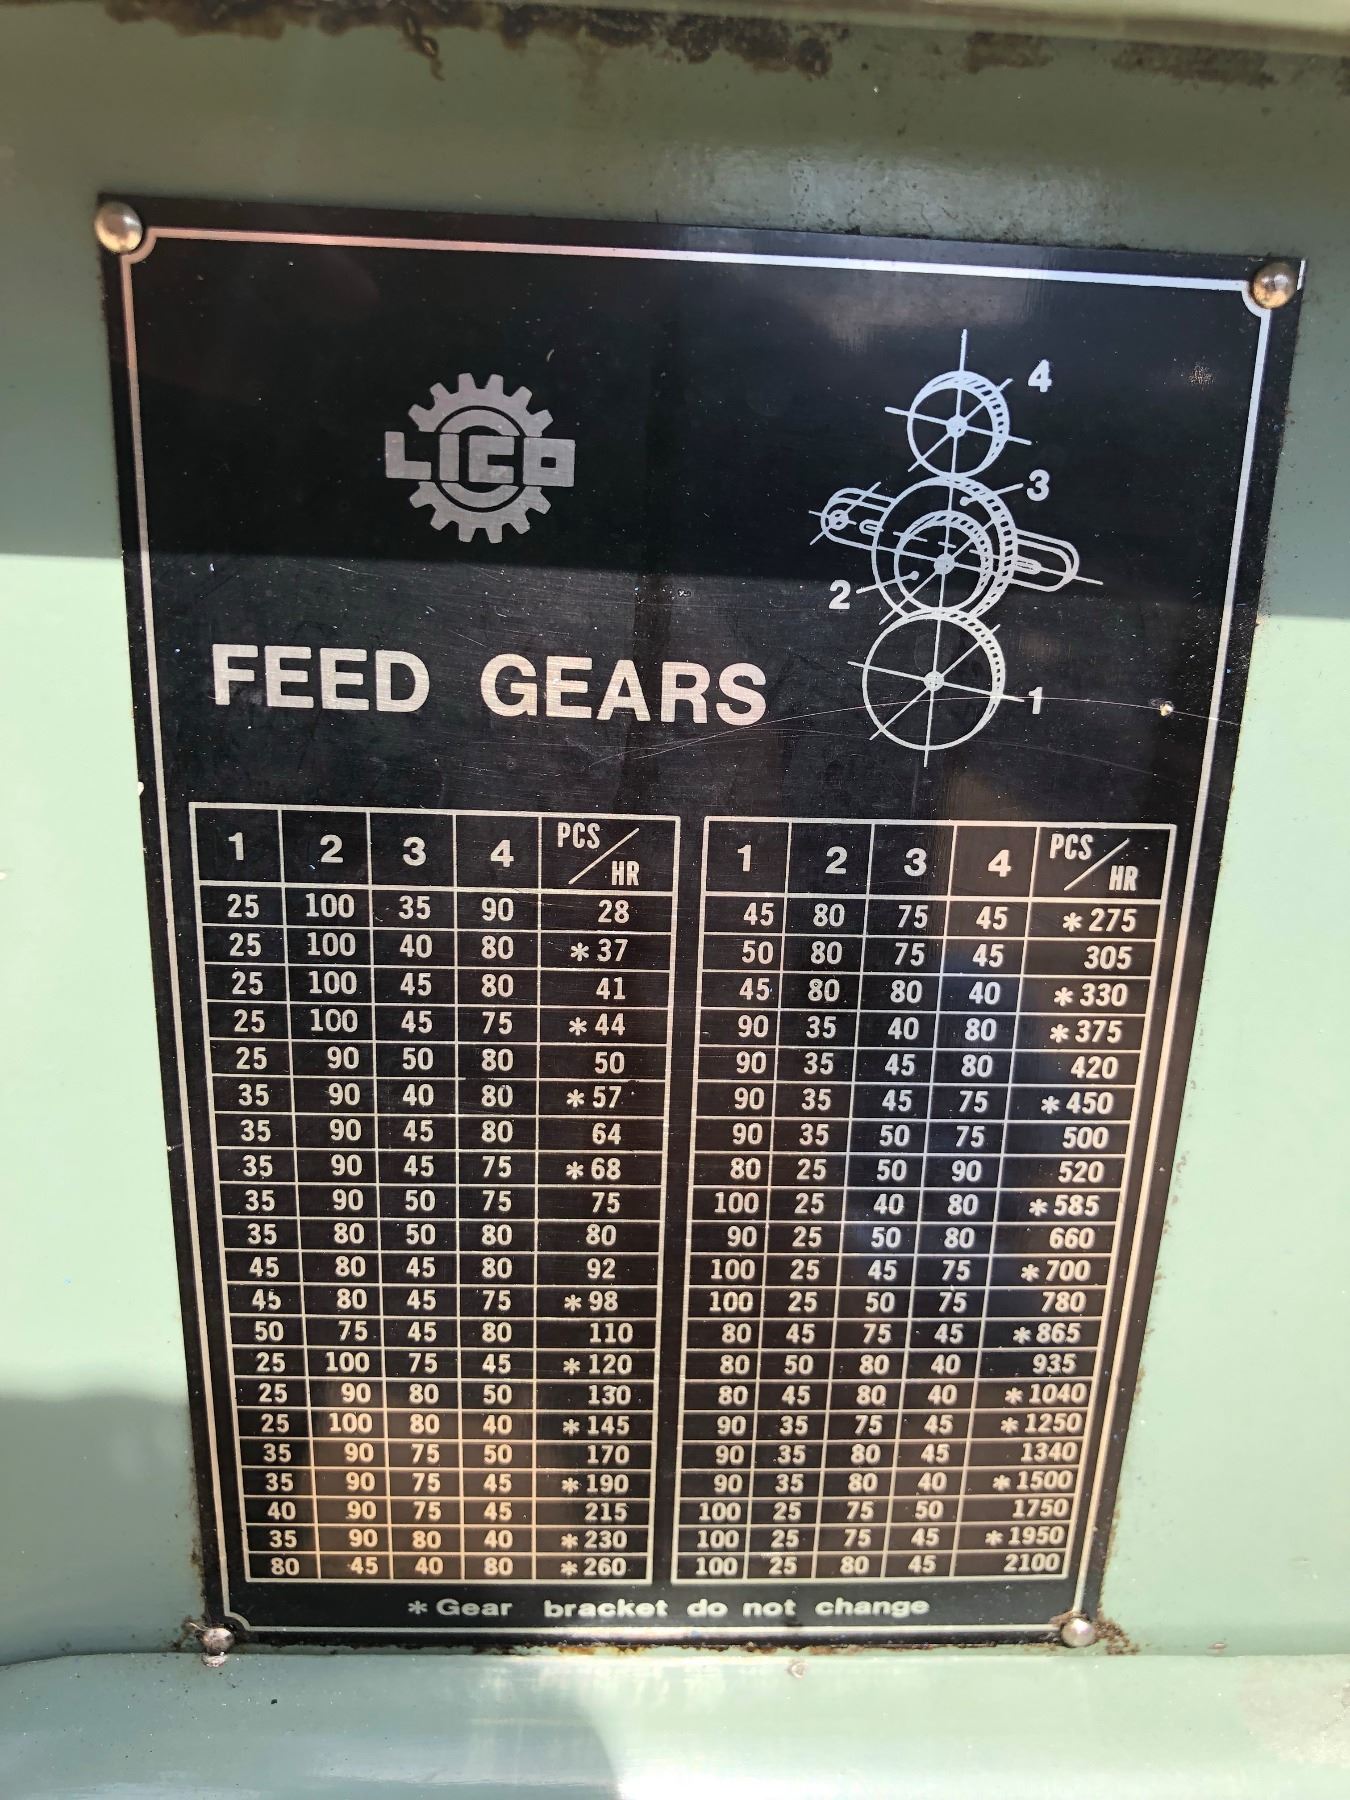 LICO
4
3
2
1
FEED GEARS
1 2 3 4 PCS/HR
25 100 35 90 28
25 100 40 80 *37
25 100 45 80 41
25 100 45 75 *44
25 90 50 80 50
35 90 40 80 *57
35 90 45 80 64
35 90 45 75 *68
35 90 50 75 75
35 80 50 80 80
45 80 45 80 92
45 80 45 75 *98
50 75 45 80 110
25 100 75 45 *120
25 90 80 50 130
25 100 80 40 *145
35 90 75 50 170
35 90 75 45 *190
40 90 75 45 215
35 90 80 40 *230
80 45 40 80 *260
1 2 3 4 PCS/HR
45 80 75 45 *275
50 80 75 45 305
45 80 80 40 *330
90 35 40 80 *375
90 35 45 80 420
90 35 45 75 *450
90 35 50 75 500
80 25 50 90 520
100 25 40 80 *585
90 25 50 80 660
100 25 45 75 *700
100 25 50 75 780
80 45 75 45 *865
80 50 80 40 935
80 45 80 40 *1040
90 35 75 45 *1250
90 35 80 45 1340
90 35 80 40 *1500
100 25 75 50 1750
100 25 75 45 *1950
100 25 80 45 2100
*Gear bracket do not change